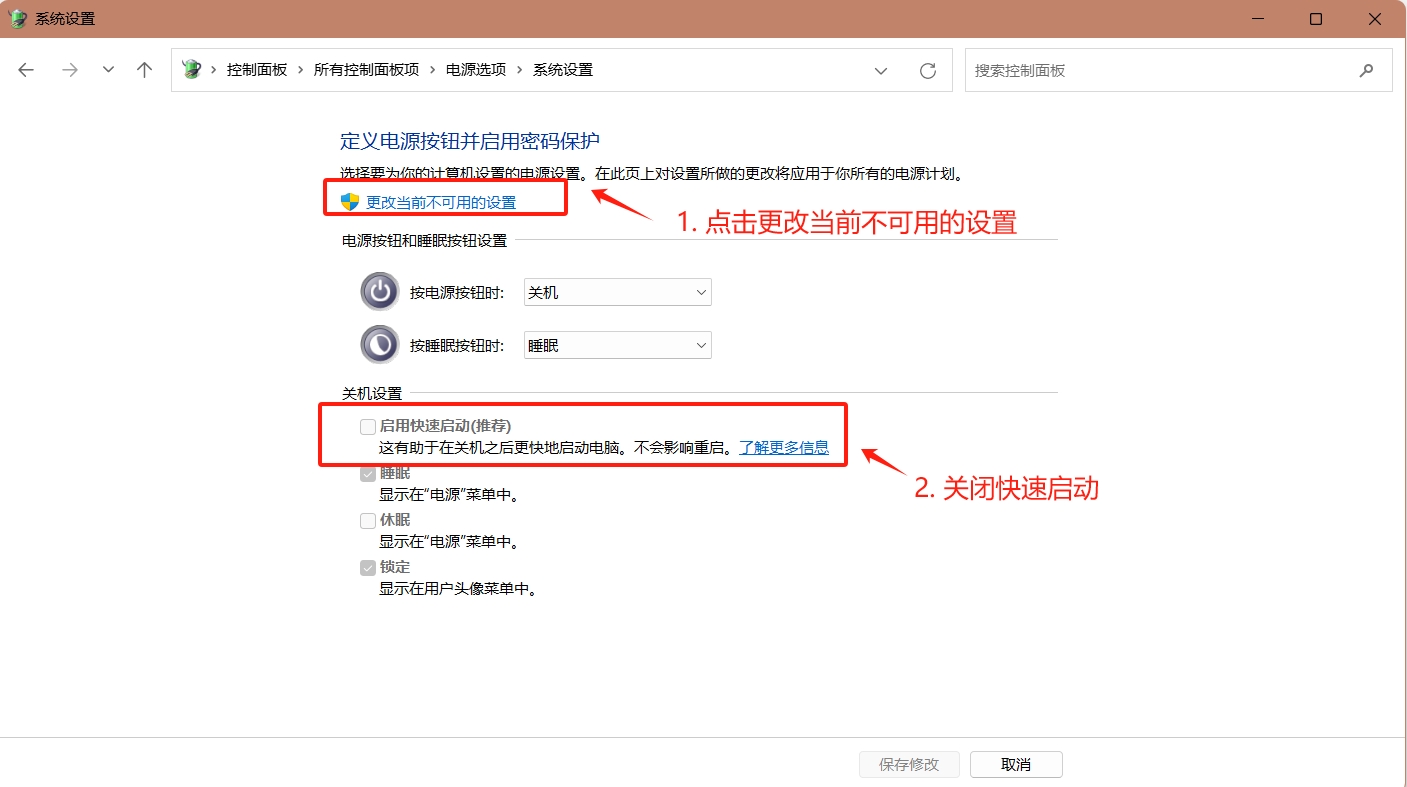 系统设置
控制面板 › 所有控制面板项 › 电源选项 › 系统设置
搜索控制面板
定义电源按钮并启用密码保护
选择要为你的计算机设置的电源设置。在此页上对设置所做的更改将应用于你所有的电源计划。
更改当前不可用的设置
1. 点击更改当前不可用的设置
电源按钮和睡眠按钮设置
按电源按钮时: 关机
按睡眠按钮时: 睡眠
关机设置
启用快速启动(推荐)
这有助于在关机之后更快地启动电脑。不会影响重启。了解更多信息
2. 关闭快速启动
睡眠
显示在“电源”菜单中。
休眠
显示在“电源”菜单中。
锁定
显示在用户头像菜单中。
保存修改 取消